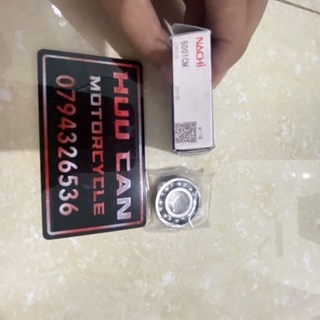 HUU CAN
MOTORCYCLE
0794326536
NACHI
6001CM